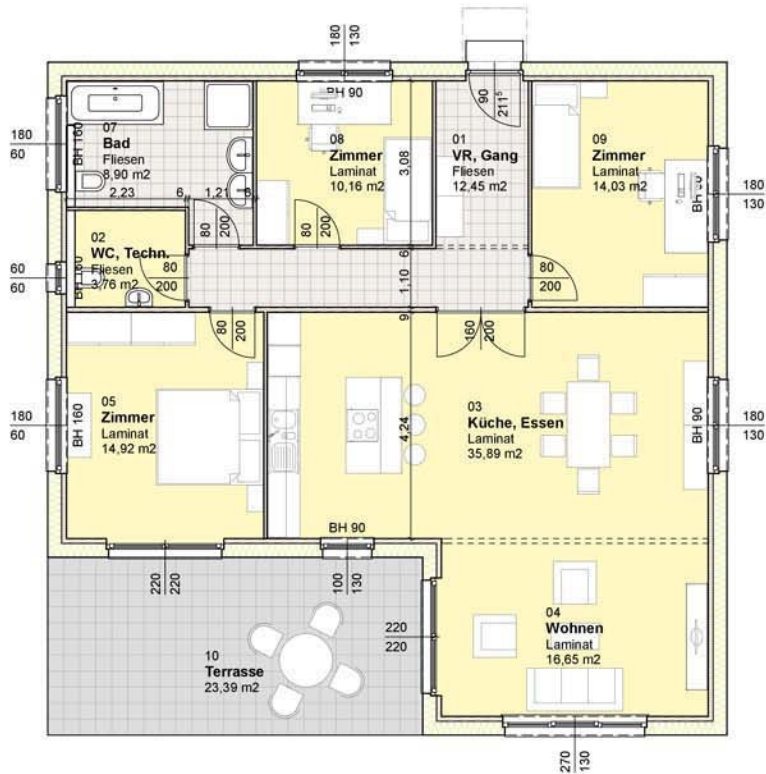 180
130
90
211⁵
BH 90
180
60
BH 160
07
Bad
Fliesen
8,90 m2
2,23
6
1,21
8
08
Zimmer
Laminat
10,16 m2
3,08
01
VR, Gang
Fliesen
12,45 m2
09
Zimmer
Laminat
14,03 m2
180
130
80
200
80
200
02
WC, Techn.
Fliesen
3,76 m2
60
60
80
200
6
1,10
9
80
200
80
200
160
200
05
Zimmer
Laminat
14,92 m2
180
60
BH 160
4,24
03
Küche, Essen
Laminat
35,89 m2
BH 90
180
130
BH 90
220
220
100
130
10
Terrasse
23,39 m2
220
220
04
Wohnen
Laminat
16,65 m2
270
130